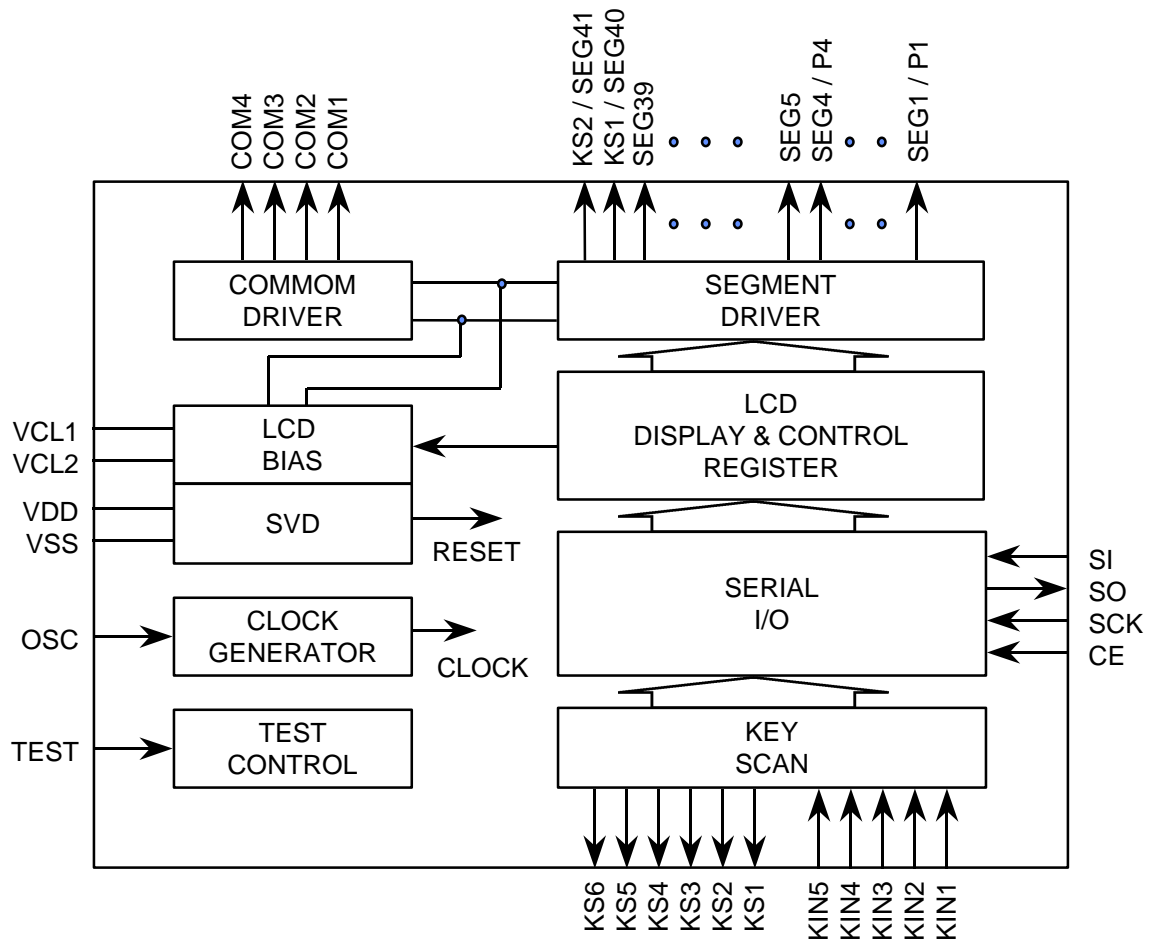 COM4
COM3
COM2
COM1
KS2 / SEG41
KS1 / SEG40
SEG39
SEG5
SEG4 / P4
SEG1 / P1
COMMOM
DRIVER
SEGMENT
DRIVER
VCL1
VCL2
LCD
BIAS
LCD
DISPLAY & CONTROL
REGISTER
VDD
VSS
SVD
RESET
SERIAL
I/O
SI
SO
SCK
CE
OSC
CLOCK
GENERATOR
CLOCK
TEST
TEST
CONTROL
KEY
SCAN
KS6
KS5
KS4
KS3
KS2
KS1
KIN5
KIN4
KIN3
KIN2
KIN1